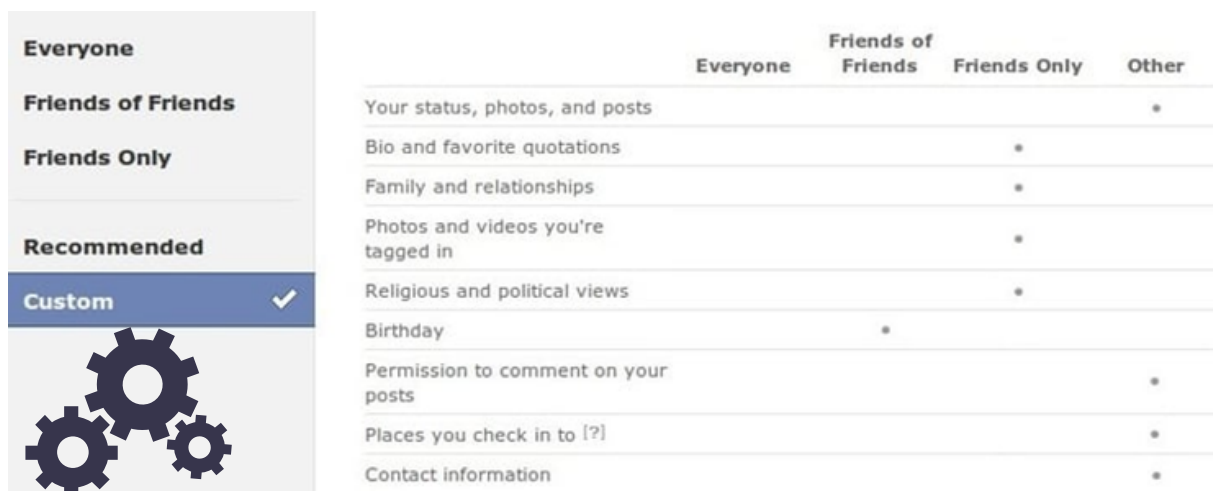 Everyone
Friends of Friends
Friends Only
Recommended
Custom
Friends of
Everyone Friends Friends Only Other
Your status, photos, and posts
Bio and favorite quotations
Family and relationships
Photos and videos you're
tagged in
Religious and political views
Birthday
Permission to comment on your
posts
Places you check in to [?]
Contact information